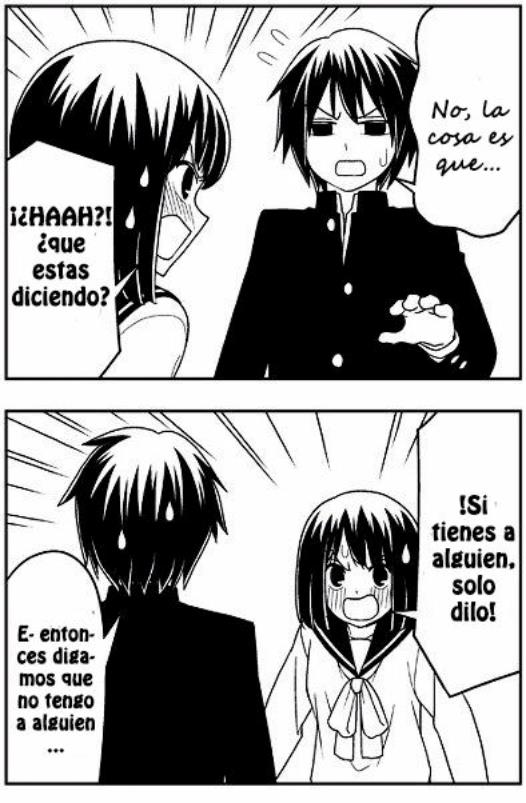 No, la
cosa es
que...
¡¿HAAH?!
¿que
estas
diciendo?
!Si
tienes a
alguien,
solo
dilo!
E- enton-
ces diga-
mos que
no tengo
a alguien
...